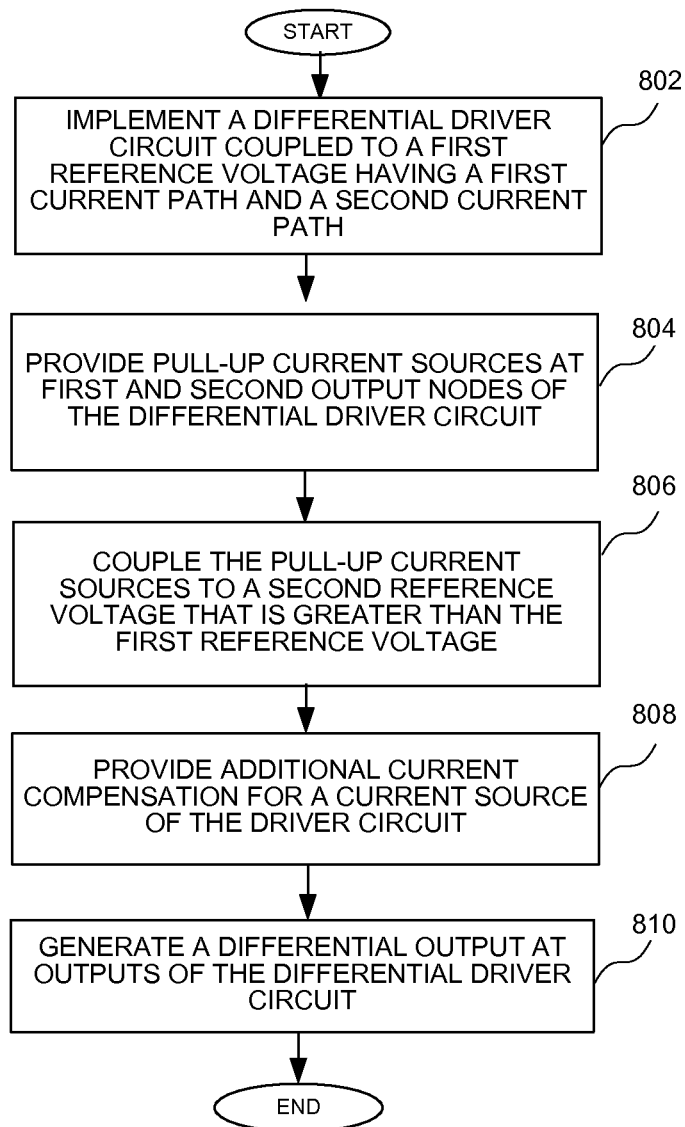 START
802
IMPLEMENT A DIFFERENTIAL DRIVER
CIRCUIT COUPLED TO A FIRST
REFERENCE VOLTAGE HAVING A FIRST
CURRENT PATH AND A SECOND CURRENT
PATH
804
PROVIDE PULL-UP CURRENT SOURCES AT
FIRST AND SECOND OUTPUT NODES OF
THE DIFFERENTIAL DRIVER CIRCUIT
806
COUPLE THE PULL-UP CURRENT
SOURCES TO A SECOND REFERENCE
VOLTAGE THAT IS GREATER THAN THE
FIRST REFERENCE VOLTAGE
808
PROVIDE ADDITIONAL CURRENT
COMPENSATION FOR A CURRENT SOURCE
OF THE DRIVER CIRCUIT
810
GENERATE A DIFFERENTIAL OUTPUT AT
OUTPUTS OF THE DIFFERENTIAL DRIVER
CIRCUIT
END